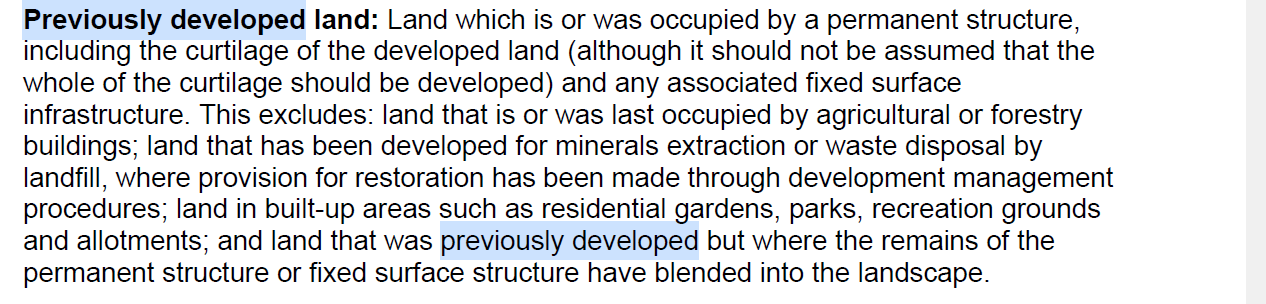 Previously developed land: Land which is or was occupied by a permanent structure,
including the curtilage of the developed land (although it should not be assumed that the
whole of the curtilage should be developed) and any associated fixed surface
infrastructure. This excludes: land that is or was last occupied by agricultural or forestry
buildings; land that has been developed for minerals extraction or waste disposal by
landfill, where provision for restoration has been made through development management
procedures; land in built-up areas such as residential gardens, parks, recreation grounds
and allotments; and land that was previously developed but where the remains of the
permanent structure or fixed surface structure have blended into the landscape.